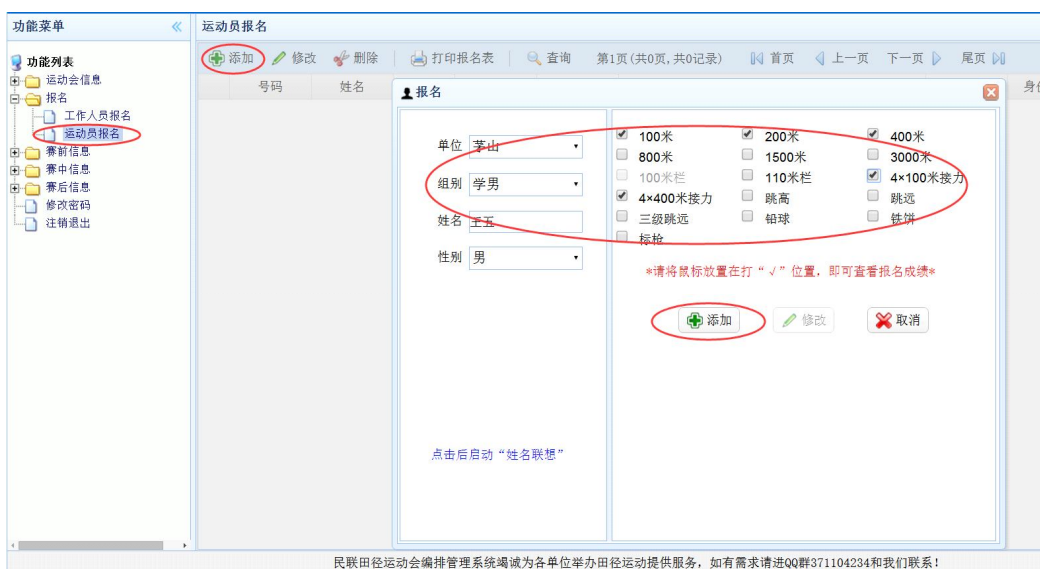 功能菜单
运动员报名
功能列表
运动会信息
报名
工作人员报名
运动员报名
赛前信息
赛中信息
赛后信息
修改密码
注销退出
添加 修改 删除 打印报名表 查询 第1页(共0页,共0记录) 首页 上一页 下一页 尾页
号码 姓名
报名
单位 茅山
组别 学男
姓名 王五
性别 男
点击后启动“姓名联想”
100米 200米 400米
800米 1500米 3000米
100米栏 110米栏 4×100米接力
4×400米接力 跳高 跳远
三级跳远 铅球 铁饼
标枪
*请将鼠标放置在打“√”位置，即可查看报名成绩*
添加 修改 取消
民联田径运动会编排管理系统竭诚为各单位举办田径运动提供服务，如有需求请进QQ群371104234和我们联系！